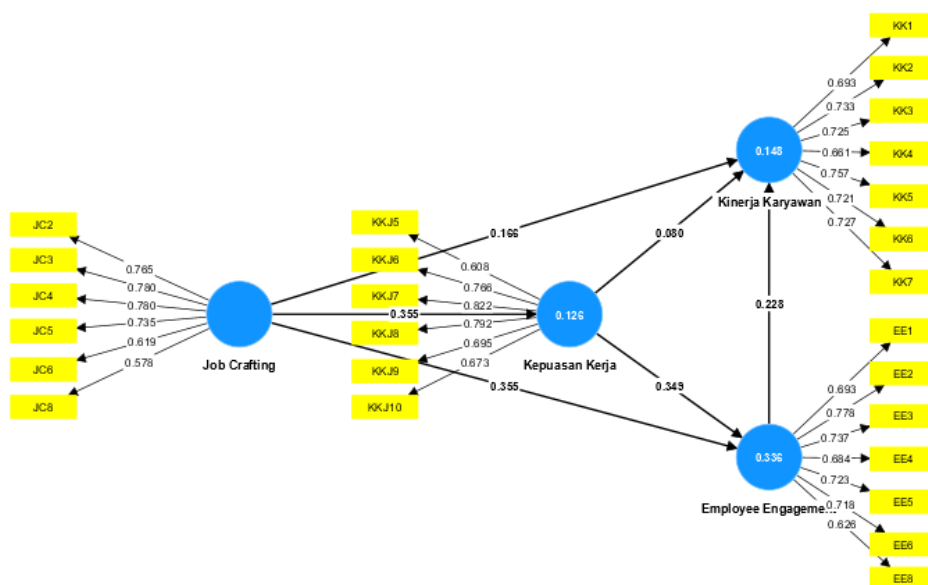 KK1
KK2
KK3
KK4
KK5
KK6
KK7
0.693
0.733
0.725
0.661
0.757
0.721
0.727
0.148
Kinerja Karyawan
JC2
JC3
JC4
JC5
JC6
JC8
0.765
0.780
0.780
0.735
0.619
0.578
Job Crafting
KKJ5
KKJ6
KKJ7
KKJ8
KKJ9
KKJ10
0.608
0.766
0.822
0.792
0.695
0.673
0.126
Kepuasan Kerja
0.166
0.355
0.355
0.080
0.349
0.228
EE1
EE2
EE3
EE4
EE5
EE6
EE8
0.693
0.778
0.737
0.684
0.723
0.718
0.626
0.336
Employee Engagemen...